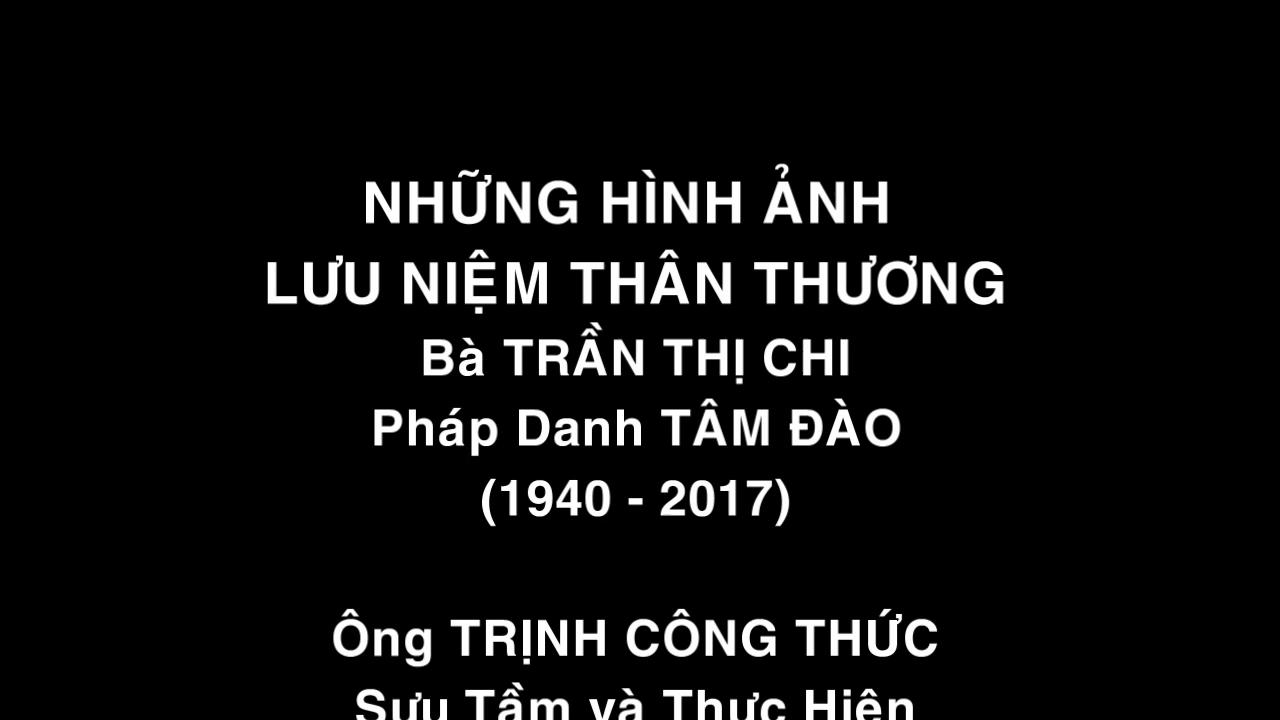 NHỮNG HÌNH ẢNH
LƯU NIỆM THÂN THƯƠNG
Bà TRẦN THỊ CHI
Pháp Danh TÂM ĐÀO
(1940 - 2017)
Ông TRỊNH CÔNG THỨC
Sưu Tầm và Thực Hiện